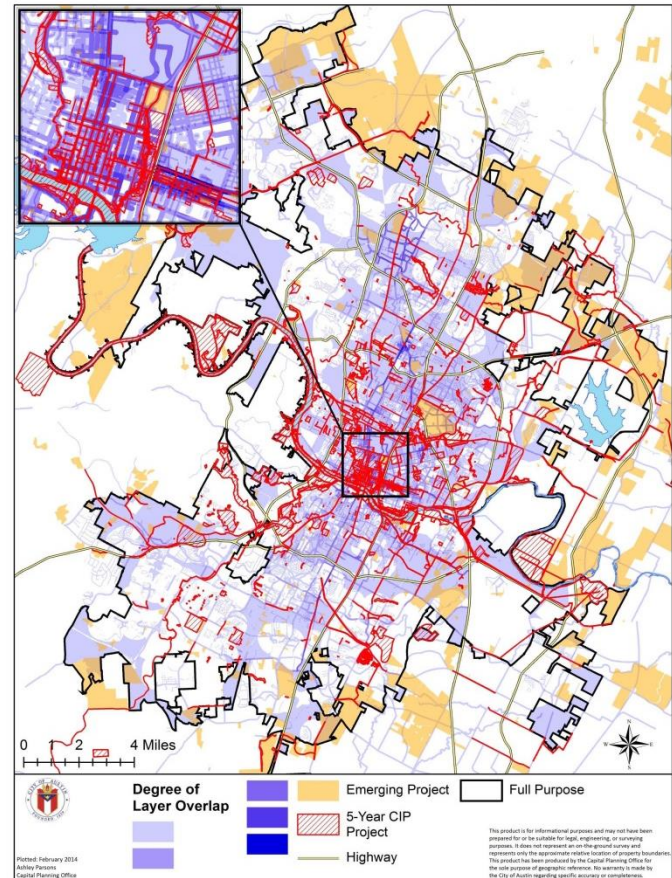 N
W
E
S
0 2 4 Miles
CITY OF AUSTIN
FOUNDED 1839
Degree of
Layer Overlap
Emerging Project
5-Year CIP
Project
Highway
Full Purpose
Plotted: February 2014
Ashley Parsons
Capital Planning Office
This product is for informational purposes and may not have been
prepared for or be suitable for legal, engineering, or surveying
purposes. It does not represent an on-the-ground survey and
represents only the approximate relative location of property boundaries.
This product has been produced by the Capital Planning Office for
the sole purpose of geographic reference. No warranty is made by
the City of Austin regarding specific accuracy or completeness.